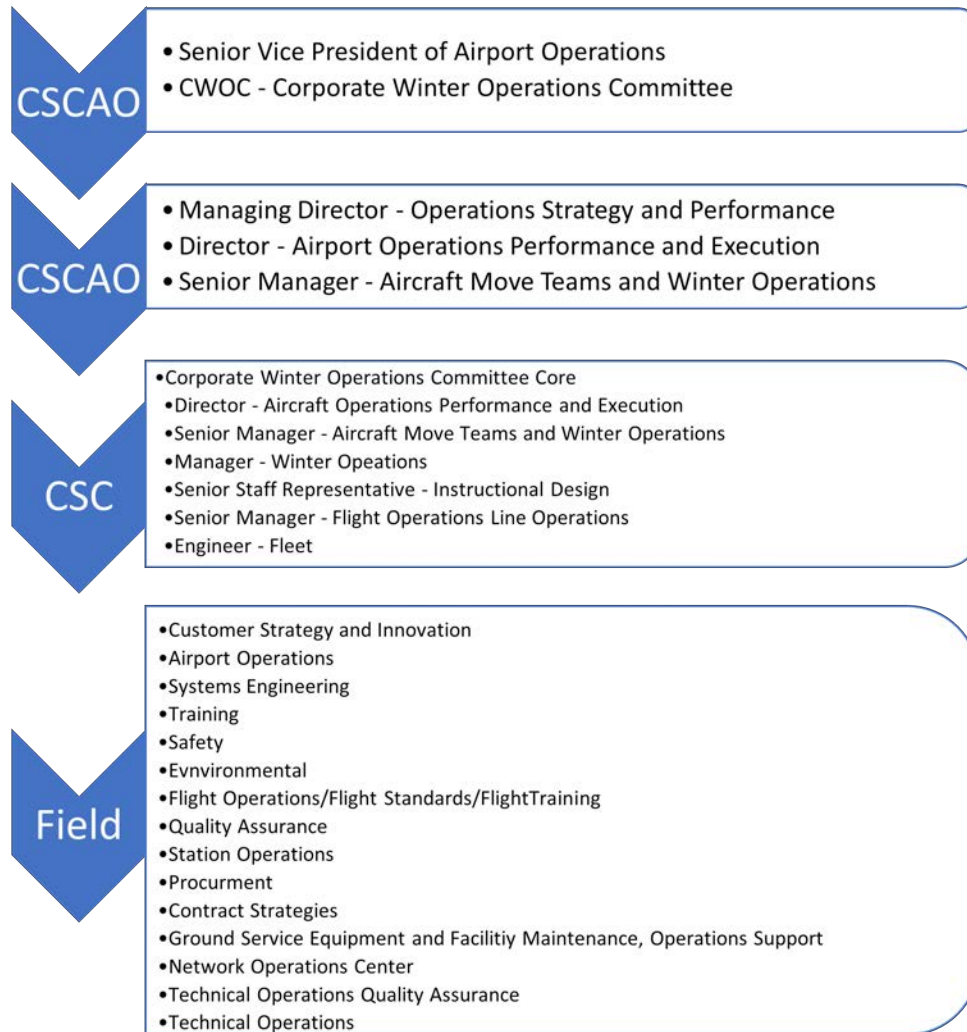 CSCAO
• Senior Vice President of Airport Operations
• CWOC - Corporate Winter Operations Committee
CSCAO
• Managing Director - Operations Strategy and Performance
• Director - Airport Operations Performance and Execution
• Senior Manager - Aircraft Move Teams and Winter Operations
CSC
•Corporate Winter Operations Committee Core
•Director - Aircraft Operations Performance and Execution
•Senior Manager - Aircraft Move Teams and Winter Operations
•Manager - Winter Opeations
•Senior Staff Representative - Instructional Design
•Senior Manager - Flight Operations Line Operations
•Engineer - Fleet
Field
•Customer Strategy and Innovation
•Airport Operations
•Systems Engineering
•Training
•Safety
•Evnvironmental
•Flight Operations/Flight Standards/FlightTraining
•Quality Assurance
•Station Operations
•Procurment
•Contract Strategies
•Ground Service Equipment and Facilitiy Maintenance, Operations Support
•Network Operations Center
•Technical Operations Quality Assurance
•Technical Operations